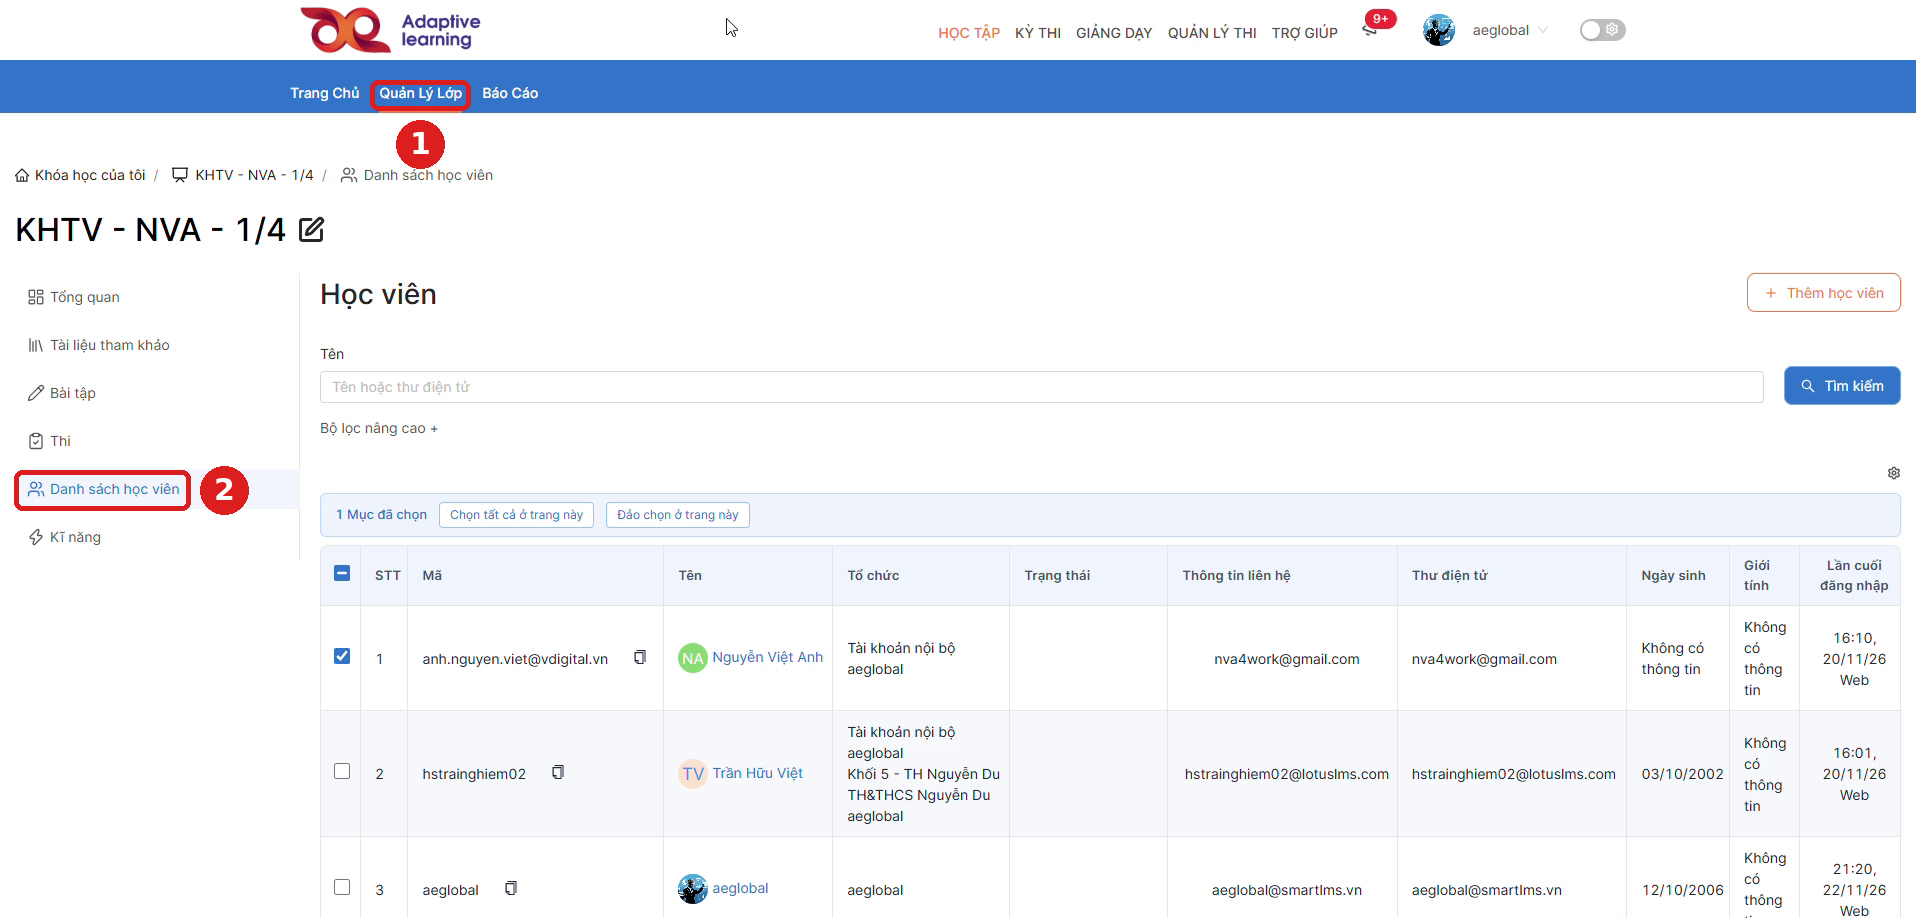 Adaptive
learning
HỌC TẬP KỲ THI GIẢNG DẠY QUẢN LÝ THI TRỢ GIÚP 9+ aeglobal
Trang Chủ Quản Lý Lớp Báo Cáo
1
Khóa học của tôi / KHTV - NVA - 1/4 / Danh sách học viên
KHTV - NVA - 1/4
Tổng quan
Tài liệu tham khảo
Bài tập
Thi
Danh sách học viên 2
Kĩ năng
Học viên
+ Thêm học viên
Tên
Tên hoặc thư điện tử
Tìm kiếm
Bộ lọc nâng cao +
1 Mục đã chọn Chọn tất cả ở trang này Đảo chọn ở trang này
STT Mã Tên Tổ chức Trạng thái Thông tin liên hệ Thư điện tử Ngày sinh
Giới
tính
Lần cuối
đăng nhập
1 anh.nguyen.viet@vdigital.vn
NA Nguyễn Việt Anh
Tài khoản nội bộ
aeglobal
nva4work@gmail.com
nva4work@gmail.com
Không có
thông tin
Không
có
thông
tin
16:10,
20/11/26
Web
2 hstrainghiem02
TV Trần Hữu Việt
Tài khoản nội bộ
aeglobal
Khối 5 - TH Nguyễn Du
TH&THCS Nguyễn Du
aeglobal
hstrainghiem02@lotuslms.com
hstrainghiem02@lotuslms.com
03/10/2002
Không
có
thông
tin
16:01,
20/11/26
Web
3 aeglobal
aeglobal
aeglobal
aeglobal@smartlms.vn
aeglobal@smartlms.vn
12/10/2006
Không
có
thông
21:20,
22/11/26
Web